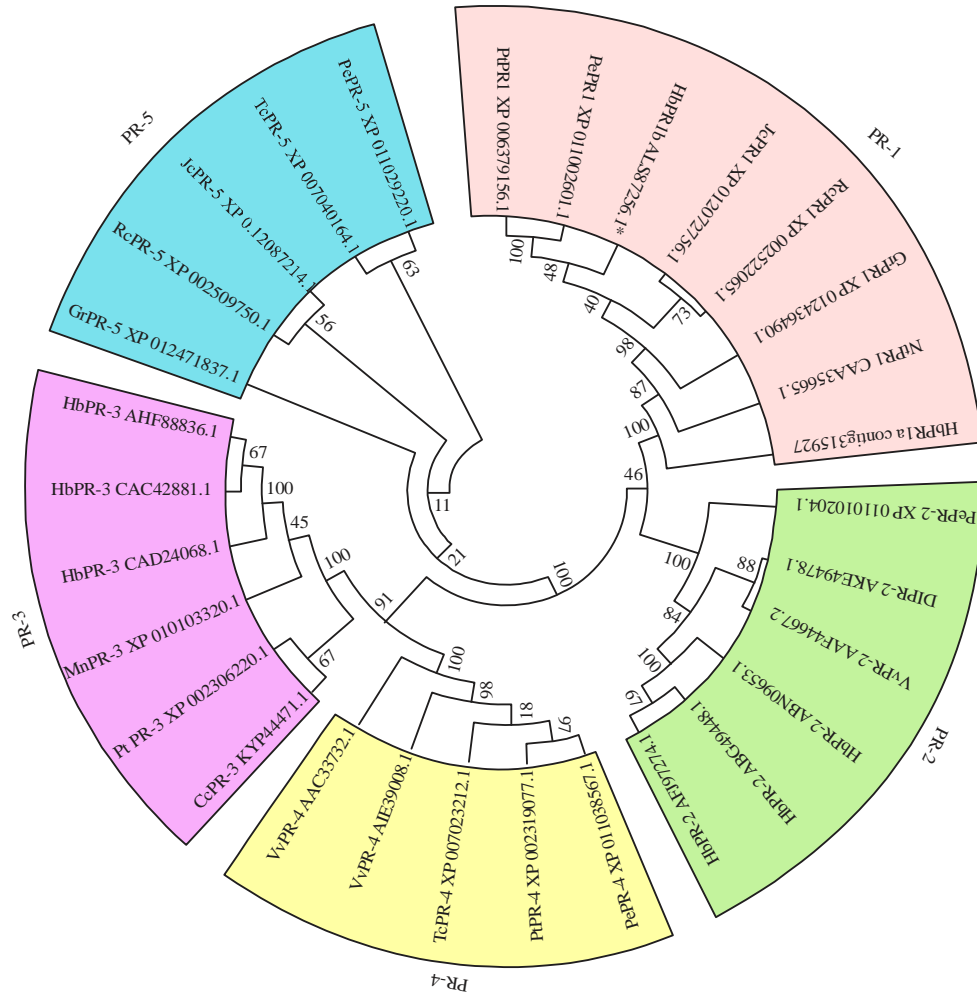 PR-1
PtPR1 XP 006379156.1
PePR1 XP 011002601.1
HbPR1b ALS87256.1*
JcPR1 XP 012072756.1
RcPR1 XP 002522065.1
GrPR1 XP 012436490.1
NtPR1 CAA35665.1
HbPR1a contig315927
100
48
40
73
98
87
100
46
PR-2
PePR-2 XP 011010204.1
DlPR-2 AKE49478.1
VvPR-2 AAF44667.2
HbPR-2 ABN09653.1
HbPR-2 ABG49448.1
HbPR-2 AFJ97274.1
100
88
84
100
69
PR-4
PePR-4 XP 011038567.1
PtPR-4 XP 002319077.1
TcPR-4 XP 007023212.1
VvPR-4 AIE39008.1
VvPR-4 AAC33732.1
97
18
98
100
91
PR-3
CcPR-3 KYP44471.1
Pt PR-3 XP 002306220.1
MnPR-3 XP 010103320.1
HbPR-3 CAD24068.1
HbPR-3 CAC42881.1
HbPR-3 AHF88836.1
67
100
45
100
67
PR-5
GrPR-5 XP 012471837.1
RcPR-5 XP 002509750.1
JcPR-5 XP 0.12087214.1
TcPR-5 XP 007040164.1
PePR-5 XP 011029220.1
56
63
11
21
100